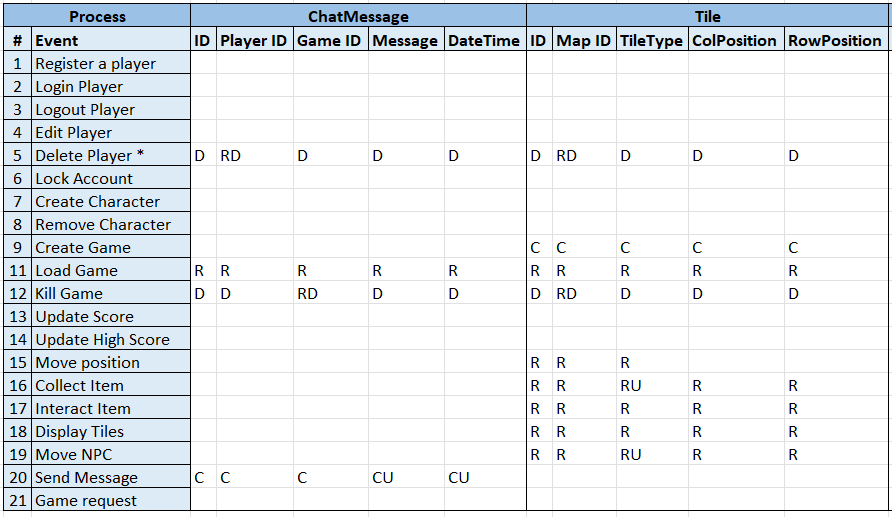 Process ChatMessage Tile
# Event ID Player ID Game ID Message DateTime ID Map ID TileType ColPosition RowPosition
1 Register a player
2 Login Player
3 Logout Player
4 Edit Player
5 Delete Player * D RD D D D D RD D D D
6 Lock Account
7 Create Character
8 Remove Character
9 Create Game C C C C C
11 Load Game R R R R R R R R R R
12 Kill Game D D RD D D D RD D D D
13 Update Score
14 Update High Score
15 Move position R R R
16 Collect Item R R RU R R
17 Interact Item R R R R R
18 Display Tiles R R R R R
19 Move NPC R R RU R R
20 Send Message C C C CU CU
21 Game request